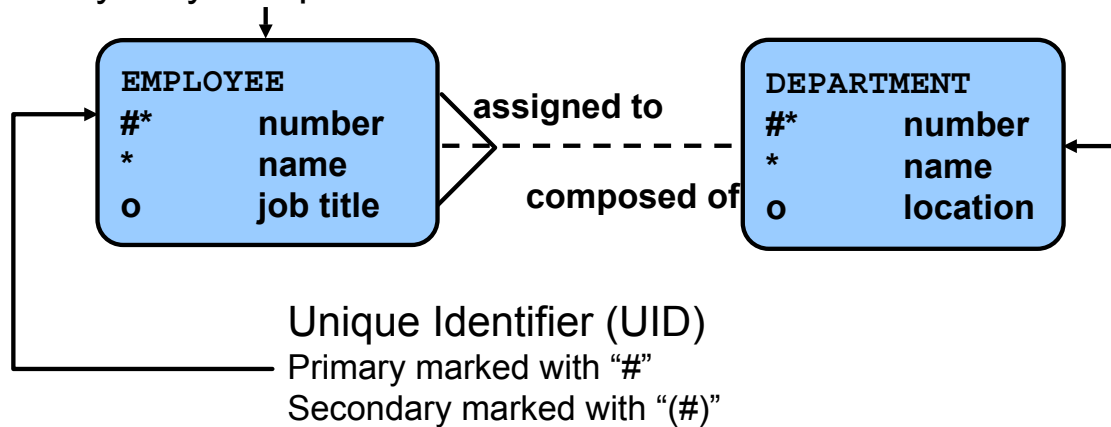 EMPLOYEE
#* number
* name
o job title
assigned to
composed of
DEPARTMENT
#* number
* name
o location
Unique Identifier (UID)
Primary marked with “#”
Secondary marked with “(#)”